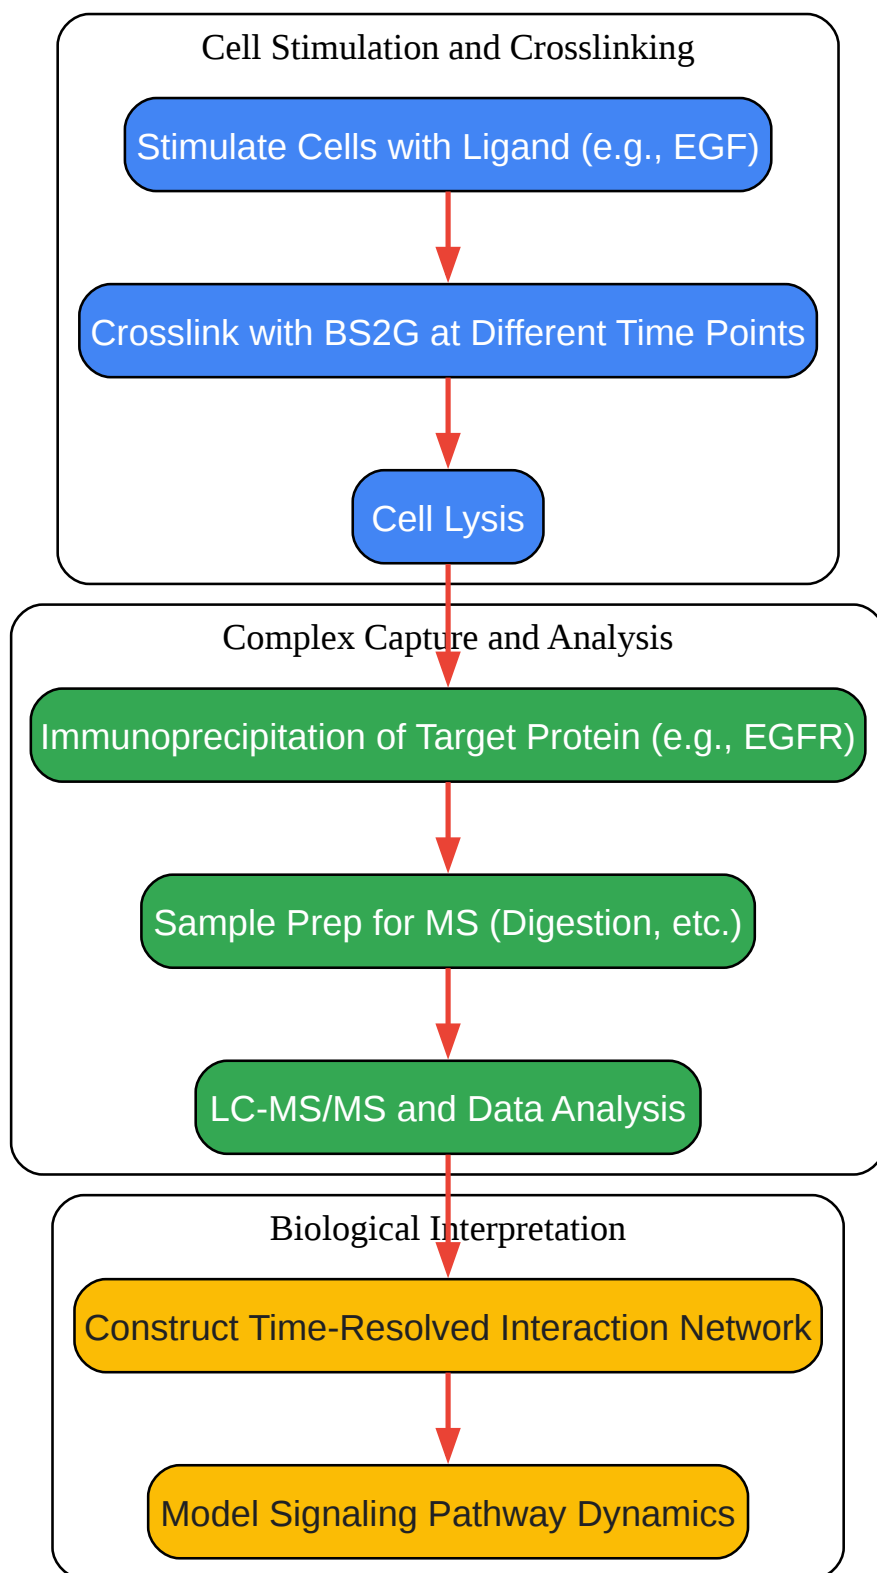 Cell Stimulation and Crosslinking
Stimulate Cells with Ligand (e.g., EGF)
Crosslink with BS2G at Different Time Points
Cell Lysis
Complex Capture and Analysis
Immunoprecipitation of Target Protein (e.g., EGFR)
Sample Prep for MS (Digestion, etc.)
LC-MS/MS and Data Analysis
Biological Interpretation
Construct Time-Resolved Interaction Network
Model Signaling Pathway Dynamics